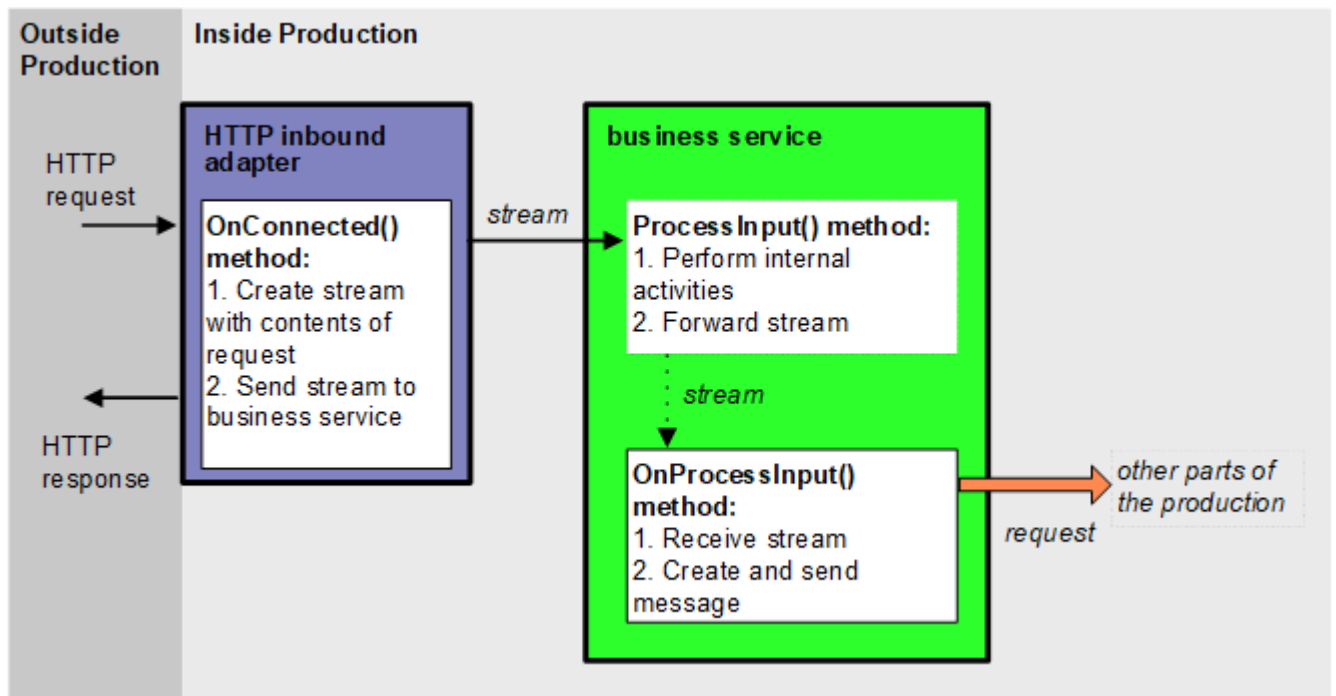 Outside
Production
Inside Production
HTTP
request
HTTP inbound
adapter
OnConnected()
method:
1. Create stream
with contents of
request
2. Send stream to
business service
HTTP
response
stream
business service
ProcessInput() method:
1. Perform internal
activities
2. Forward stream
stream
OnProcessInput()
method:
1. Receive stream
2. Create and send
message
request
other parts of
the production